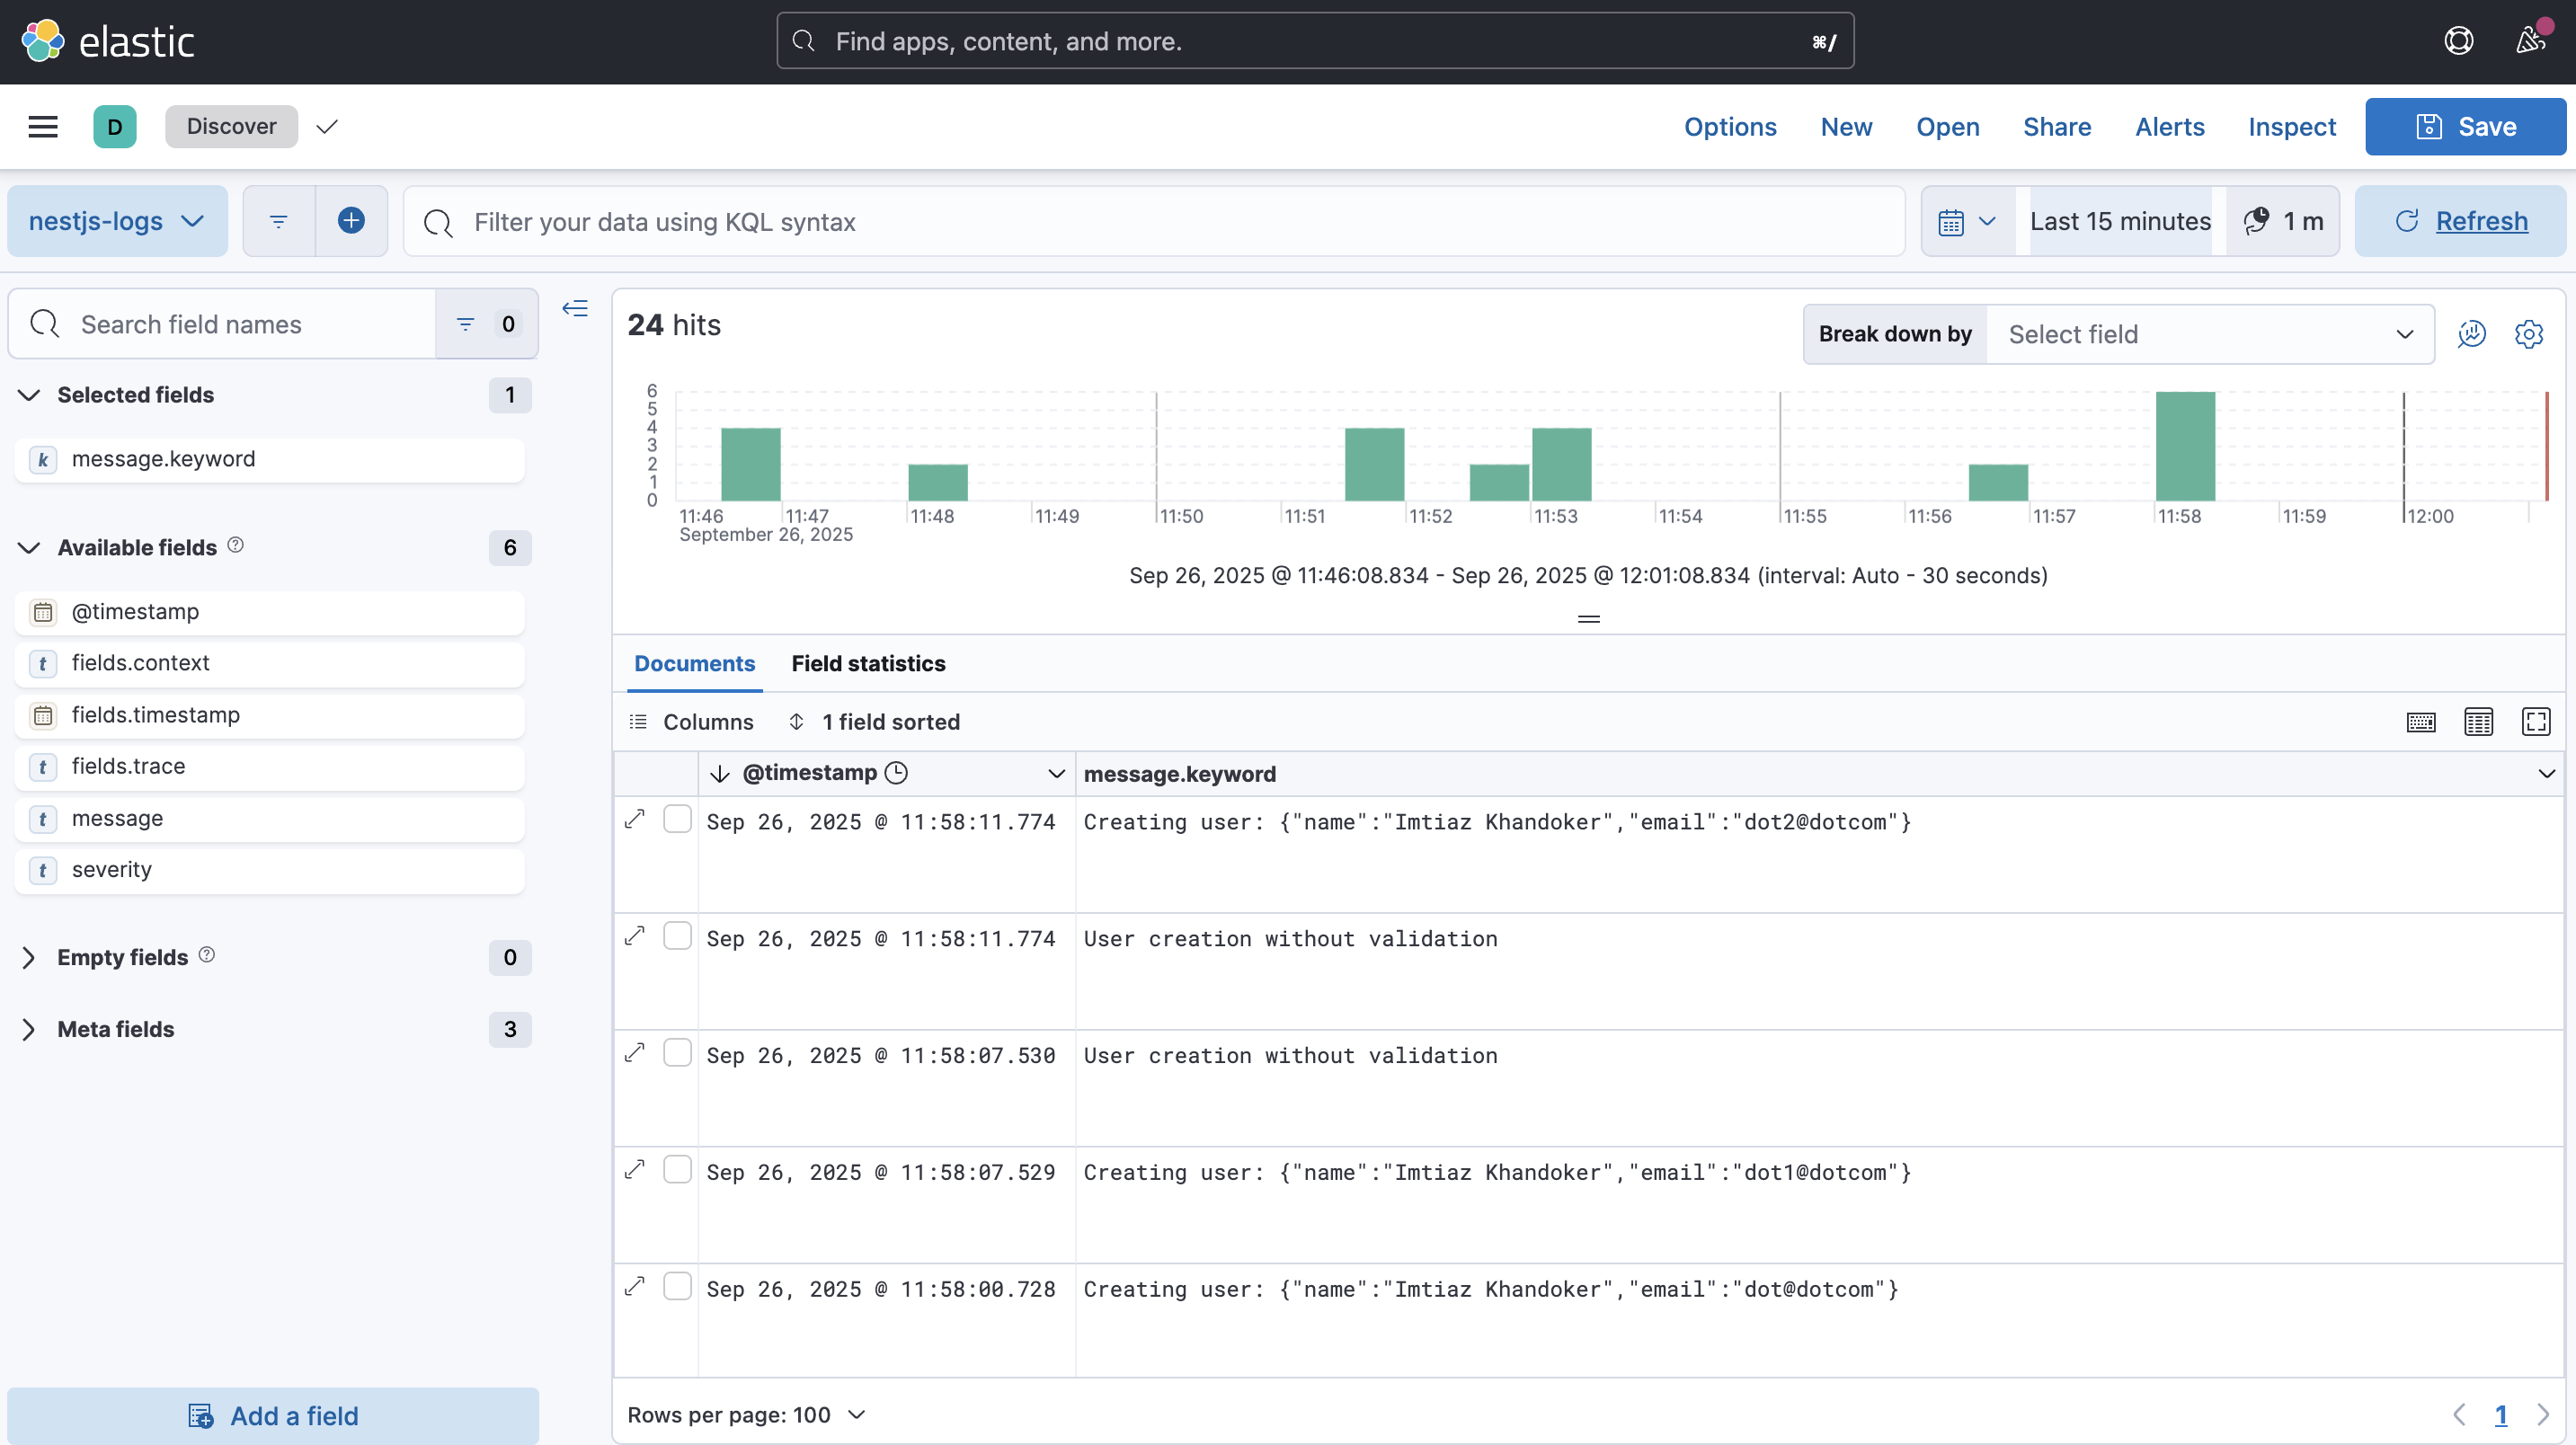 elastic
Find apps, content, and more.
⌘/
D
Discover
Options
New
Open
Share
Alerts
Inspect
Save
nestjs-logs
Filter your data using KQL syntax
Last 15 minutes
1 m
Refresh
Search field names
0
Selected fields
1
k message.keyword
Available fields
6
@timestamp
t fields.context
fields.timestamp
t fields.trace
t message
t severity
Empty fields
0
Meta fields
3
Add a field
24 hits
Break down by
Select field
6
5
4
3
2
1
0
11:46
11:47
11:48
11:49
11:50
11:51
11:52
11:53
11:54
11:55
11:56
11:57
11:58
11:59
12:00
September 26, 2025
Sep 26, 2025 @ 11:46:08.834 - Sep 26, 2025 @ 12:01:08.834 (interval: Auto - 30 seconds)
Documents
Field statistics
Columns
1 field sorted
@timestamp
message.keyword
Sep 26, 2025 @ 11:58:11.774 Creating user: {"name":"Imtiaz Khandoker","email":"dot2@dotcom"}
Sep 26, 2025 @ 11:58:11.774 User creation without validation
Sep 26, 2025 @ 11:58:07.530 User creation without validation
Sep 26, 2025 @ 11:58:07.529 Creating user: {"name":"Imtiaz Khandoker","email":"dot1@dotcom"}
Sep 26, 2025 @ 11:58:00.728 Creating user: {"name":"Imtiaz Khandoker","email":"dot@dotcom"}
Rows per page: 100
1